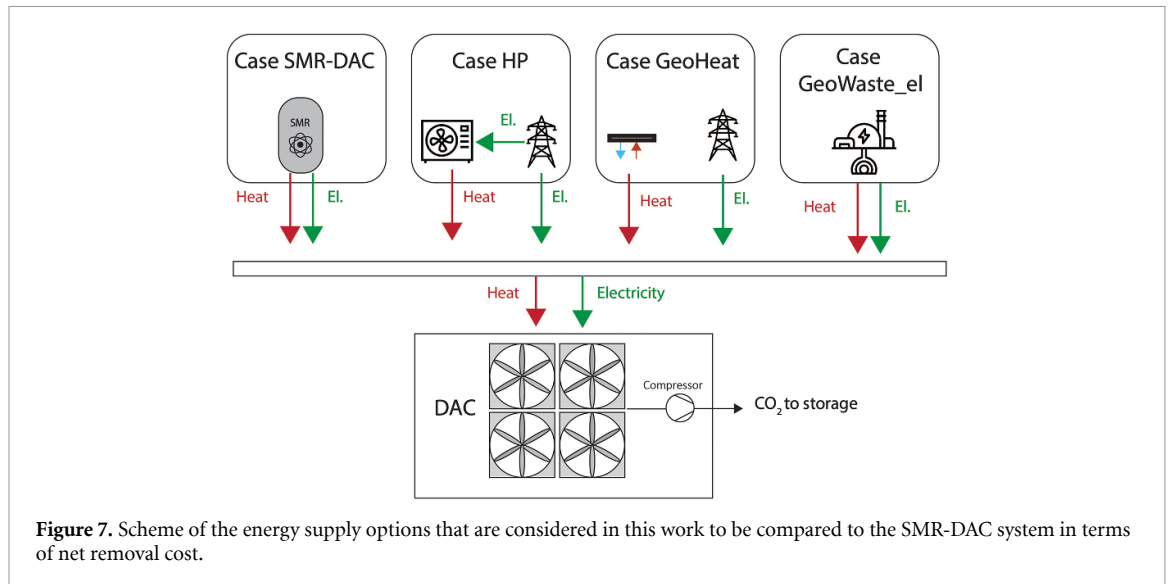 Case SMR-DAC
Case HP
Case GeoHeat
Case
GeoWaste_el
SMR
El.
Heat
El.
Heat
El.
Heat
El.
Heat
El.
Heat
Electricity
DAC
Compressor
CO₂ to storage
Figure 7. Scheme of the energy supply options that are considered in this work to be compared to the SMR-DAC system in terms
of net removal cost.